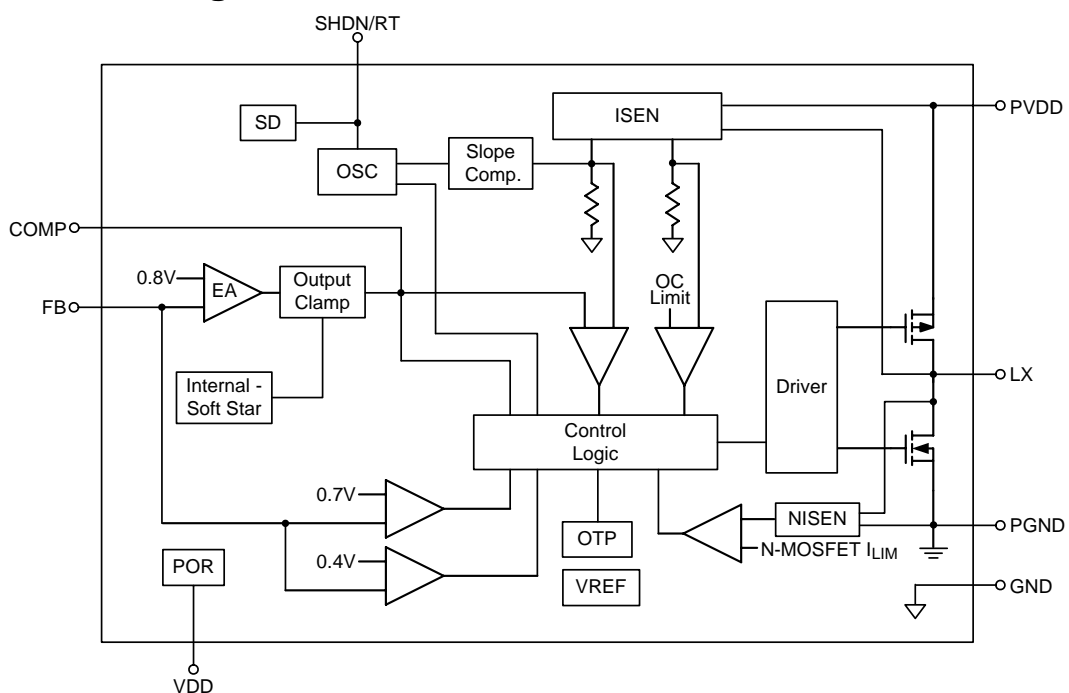 SHDN/RT
PVDD
ISEN
SD
OSC
Slope
Comp.
COMP
0.8V
EA
Output
Clamp
OC
Limit
FB
LX
Driver
Internal -
Soft Star
Control
Logic
0.7V
NISEN
PGND
OTP
N-MOSFET ILIM
0.4V
POR
VREF
GND
VDD